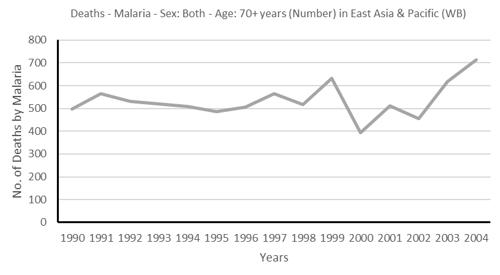 Deaths - Malaria - Sex: Both - Age: 70+ years (Number) in East Asia & Pacific (WB)
800
700
600
500
400
300
200
100
0
No. of Deaths by Malaria
1990 1991 1992 1993 1994 1995 1996 1997 1998 1999 2000 2001 2002 2003 2004
Years